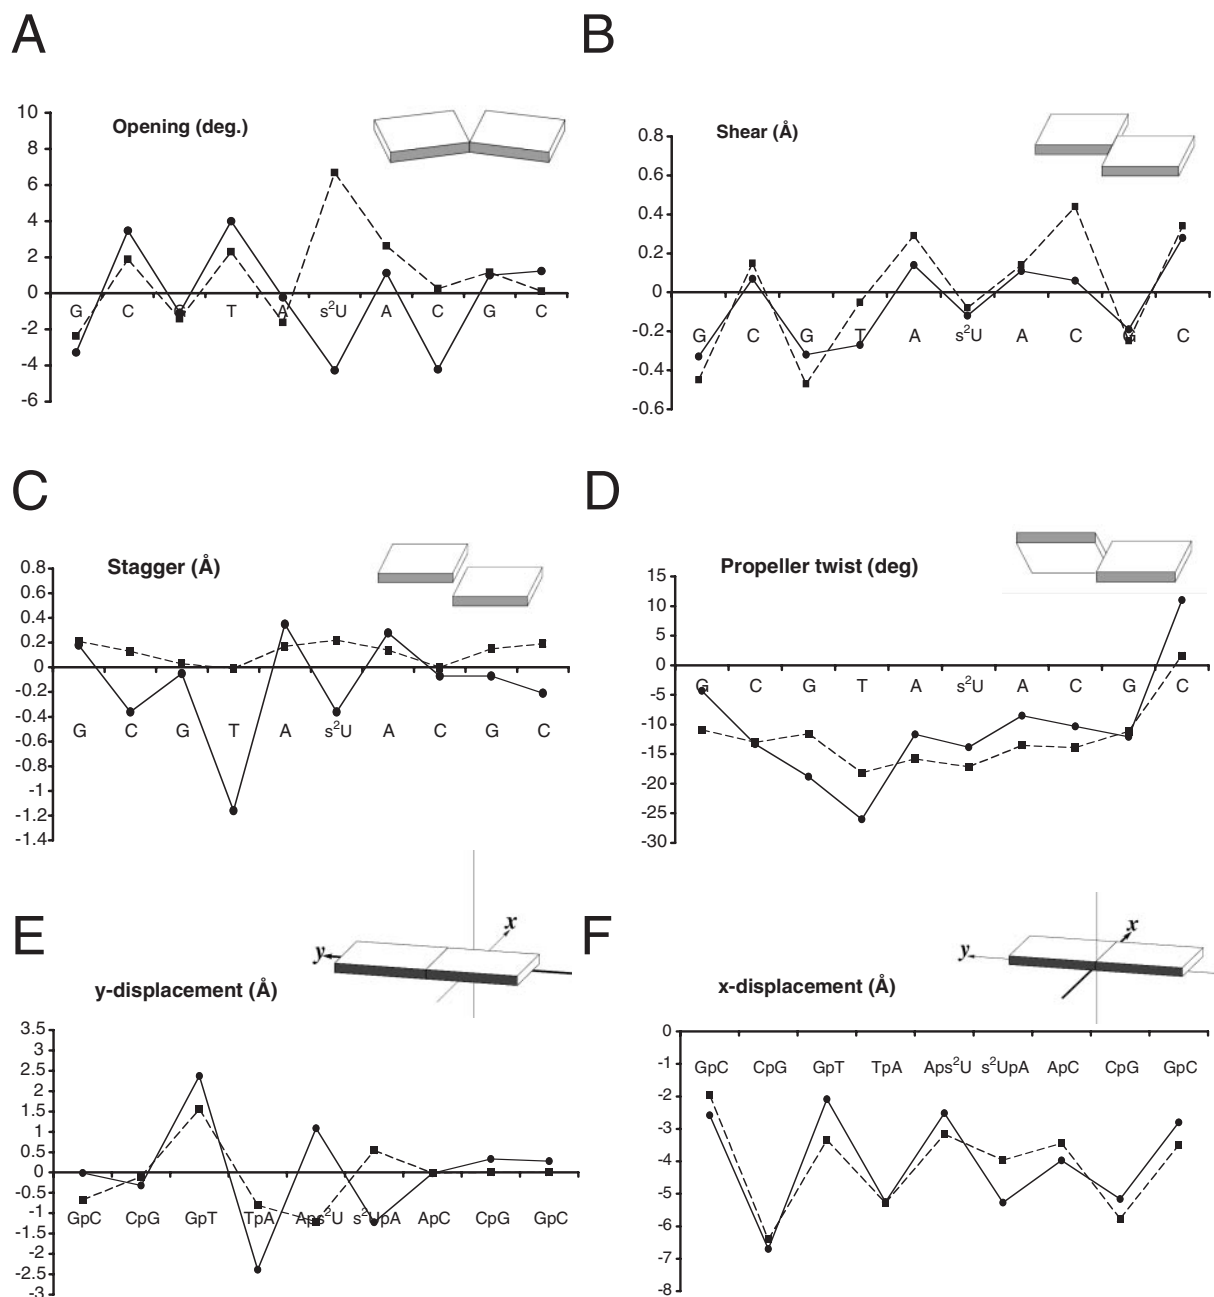 A
B
Opening (deg.)
Shear (Å)
10
8
6
4
2
0
-2
-4
-6
G C G T A s²U A C G C
0.8
0.6
0.4
0.2
0
-0.2
-0.4
-0.6
G C G T A s²U A C G C
C
D
Stagger (Å)
Propeller twist (deg)
0.8
0.6
0.4
0.2
0
-0.2
-0.4
-0.6
-0.8
-1
-1.2
-1.4
G C G T A s²U A C G C
15
10
5
0
-5
-10
-15
-20
-25
-30
G C G T A s²U A C G C
E
F
x
y
x
y
y-displacement (Å)
x-displacement (Å)
3.5
3
2.5
2
1.5
1
0.5
0
-0.5
-1
-1.5
-2
-2.5
-3
GpC CpG GpT TpA Aps²U s²UpA ApC CpG GpC
0
-1
-2
-3
-4
-5
-6
-7
-8
GpC CpG GpT TpA Aps²U s²UpA ApC CpG GpC